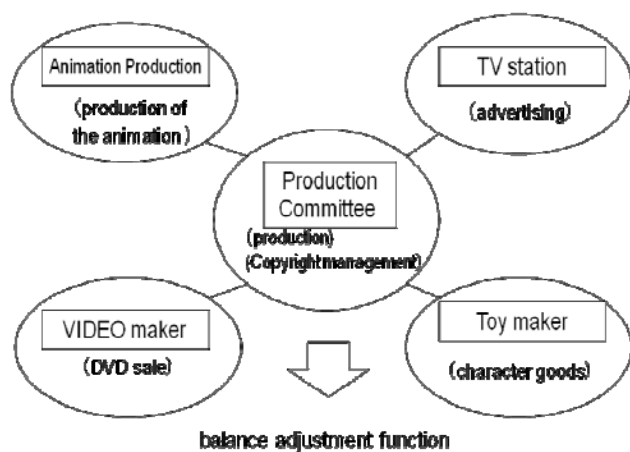 Animation Production
(production of
the animation)
TV station
(advertising)
Production
Committee
(production)
(Copyright management)
VIDEO maker
(DVD sale)
Toy maker
(character goods)
balance adjustment function